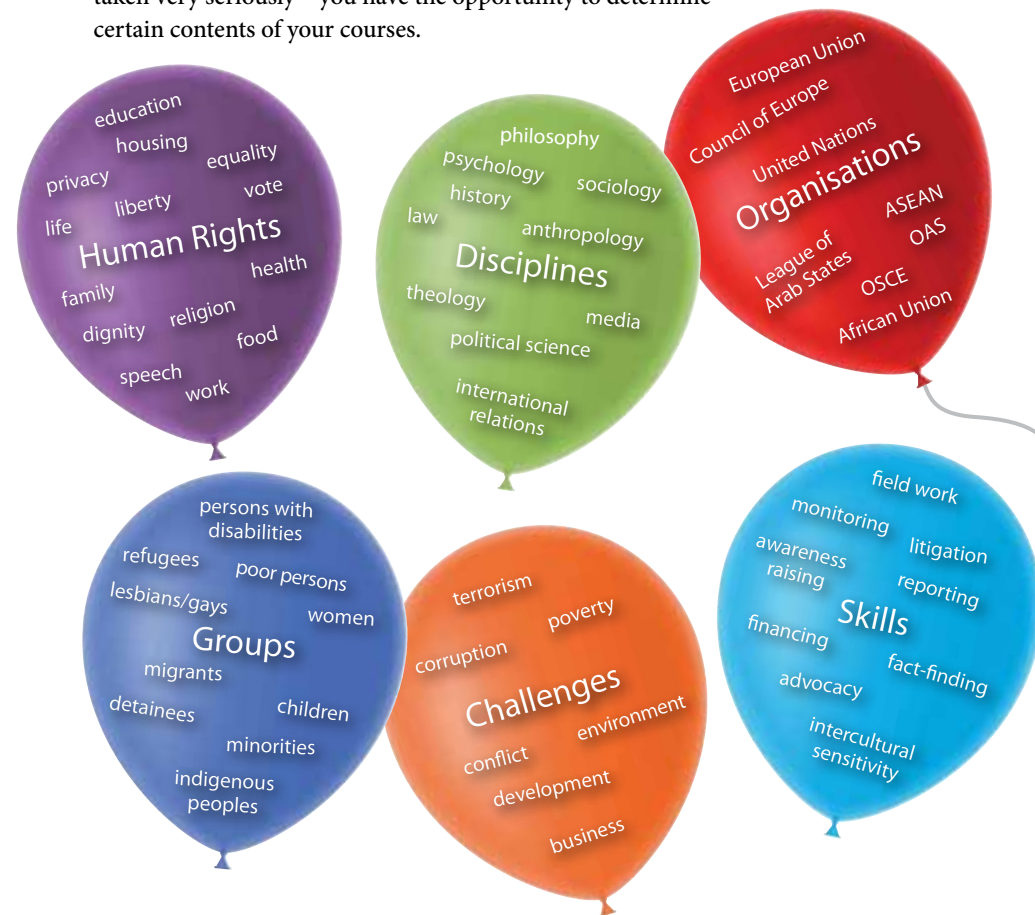 taken very seriously – you have the opportunity to determine
certain contents of your courses.
education
housing
equality
privacy
vote
liberty
life
Human Rights
health
family
religion
dignity
food
speech
work
philosophy
psychology
sociology
history
law
anthropology
Disciplines
theology
media
political science
international
relations
European Union
Council of Europe
United Nations
Organisations
ASEAN
OAS
League of
Arab States
OSCE
African Union
persons with
disabilities
refugees
poor persons
lesbians/gays
women
Groups
migrants
detainees
children
minorities
indigenous
peoples
terrorism
poverty
corruption
Challenges
environment
conflict
development
business
field work
monitoring
litigation
awareness
raising
reporting
Skills
financing
fact-finding
advocacy
intercultural
sensitivity